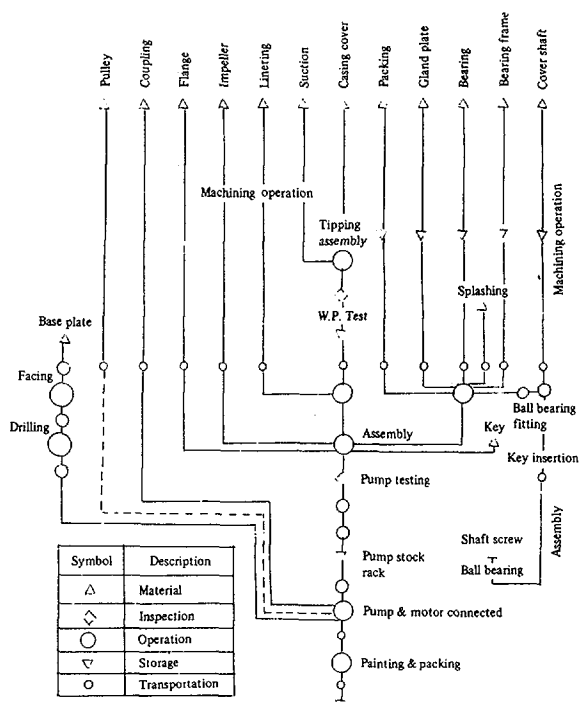 Pulley
Coupling
Flange
Impeller
Linering
Suction
Casing cover
Packing
Gland plate
Bearing
Bearing frame
Cover shaft
Machining operation
Tipping
assembly
Machining operation
Splashing
W.P. Test
Base plate
Facing
Drilling
Ball bearing
fitting
Assembly
Key
Key insertion
Pump testing
Assembly
Shaft screw
Ball bearing
Pump stock
rack
Pump & motor connected
Painting & packing
Symbol Description
Material
Inspection
Operation
Storage
Transportation